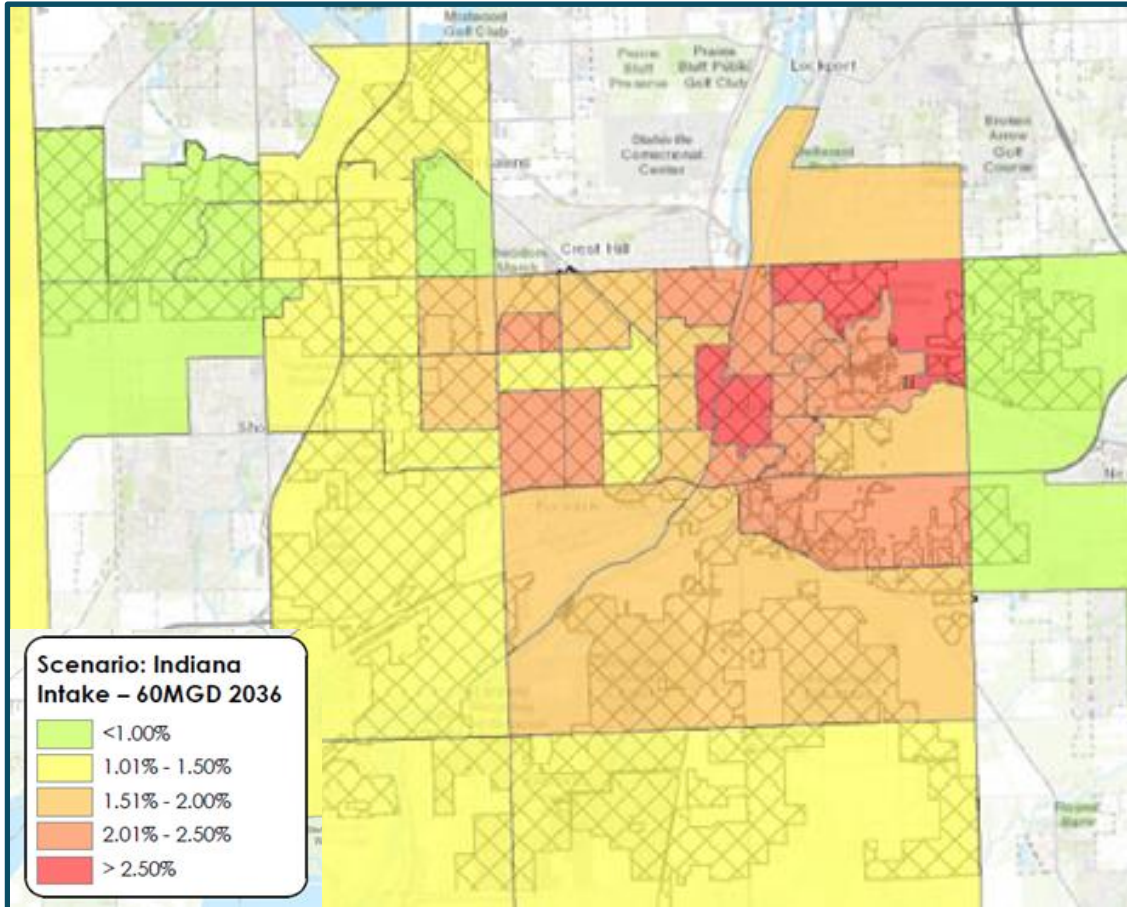 Golf Club
Prairie
Bluff
Preserve
Prairie
Bluff Public
Golf Club
Lockport
Stateville
Correctional
Center
Broken
Arrow
Golf
Course
Crest Hill
Sho
Scenario: Indiana
Intake – 60MGD 2036
<1.00%
1.01% - 1.50%
1.51% - 2.00%
2.01% - 2.50%
> 2.50%